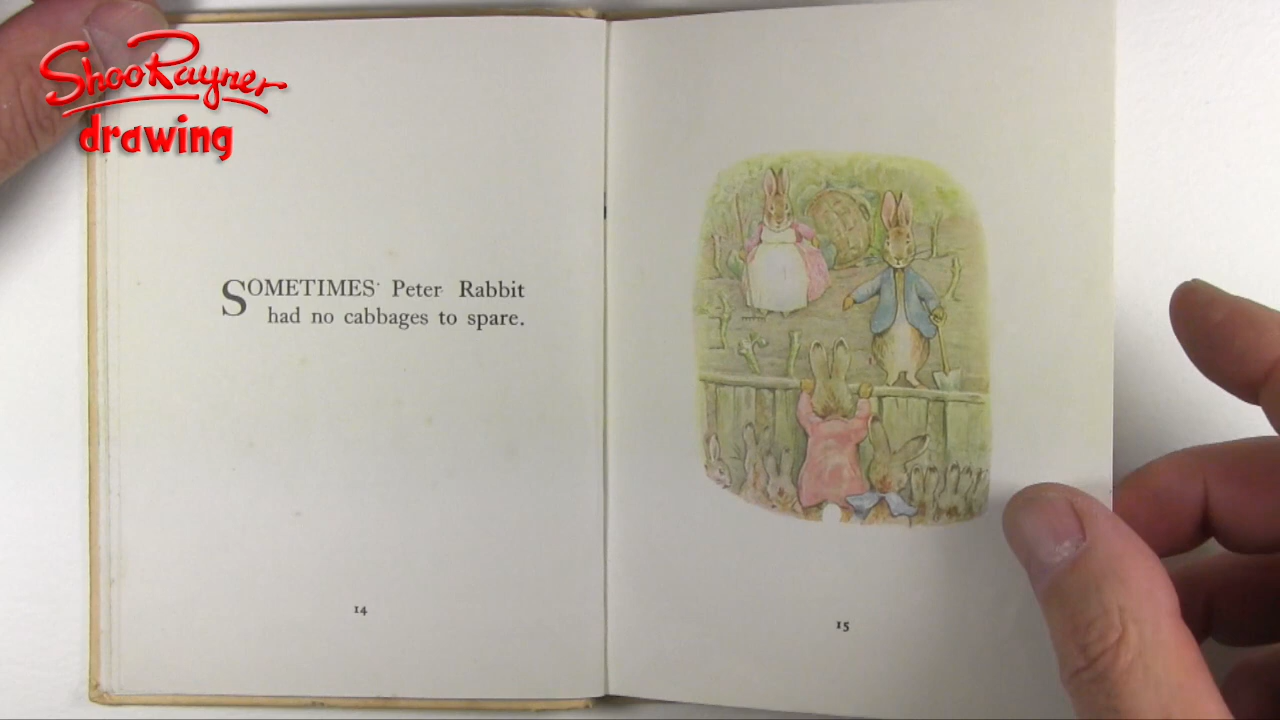 ShooRayner
drawing
SOMETIMES Peter Rabbit
had no cabbages to spare.
14
15